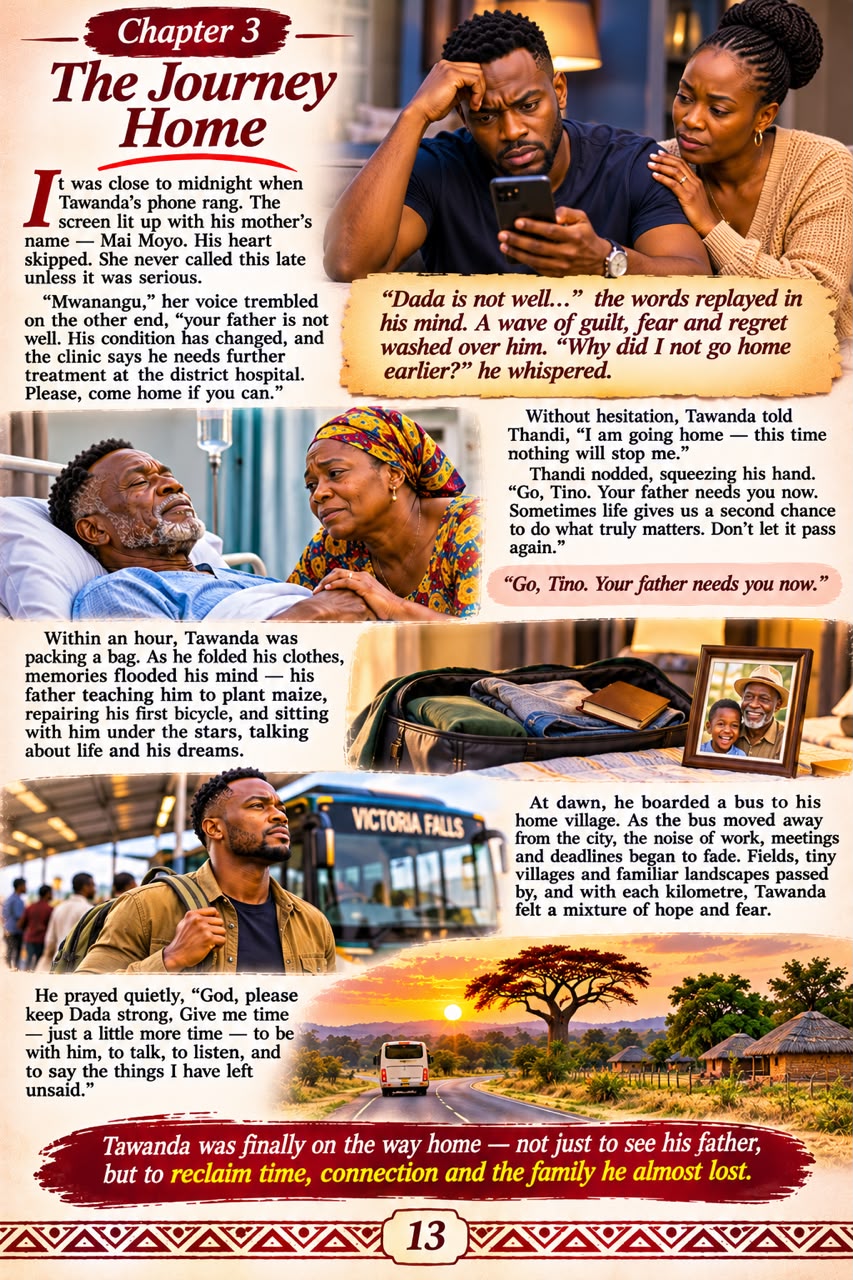 Chapter 3
The Journey
Home
It was close to midnight when
Tawanda's phone rang. The
screen lit up with his mother's
name — Mai Moyo. His heart
skipped. She never called this late
unless it was serious.
"Mwanangu," her voice trembled
on the other end, "your father is not
well. His condition has changed, and
the clinic says he needs further
treatment at the district hospital.
Please, come home if you can."
"Dada is not well..." the words replayed in
his mind. A wave of guilt, fear and regret
washed over him. "Why did I not go home
earlier?" he whispered.
Without hesitation, Tawanda told
Thandi, "I am going home — this time
nothing will stop me."
Thandi nodded, squeezing his hand.
"Go, Tino. Your father needs you now.
Sometimes life gives us a second chance
to do what truly matters. Don't let it pass
again."
"Go, Tino. Your father needs you now."
Within an hour, Tawanda was
packing a bag. As he folded his clothes,
memories flooded his mind — his
father teaching him to plant maize,
repairing his first bicycle, and sitting
with him under the stars, talking
about life and his dreams.
VICTORIA FALLS
At dawn, he boarded a bus to his
home village. As the bus moved away
from the city, the noise of work, meetings
and deadlines began to fade. Fields, tiny
villages and familiar landscapes passed
by, and with each kilometre, Tawanda
felt a mixture of hope and fear.
He prayed quietly, "God, please
keep Dada strong, Give me time
— just a little more time — to be
with him, to talk, to listen, and
to say the things I have left
unsaid."
Tawanda was finally on the way home — not just to see his father,
but to reclaim time, connection and the family he almost lost.
13